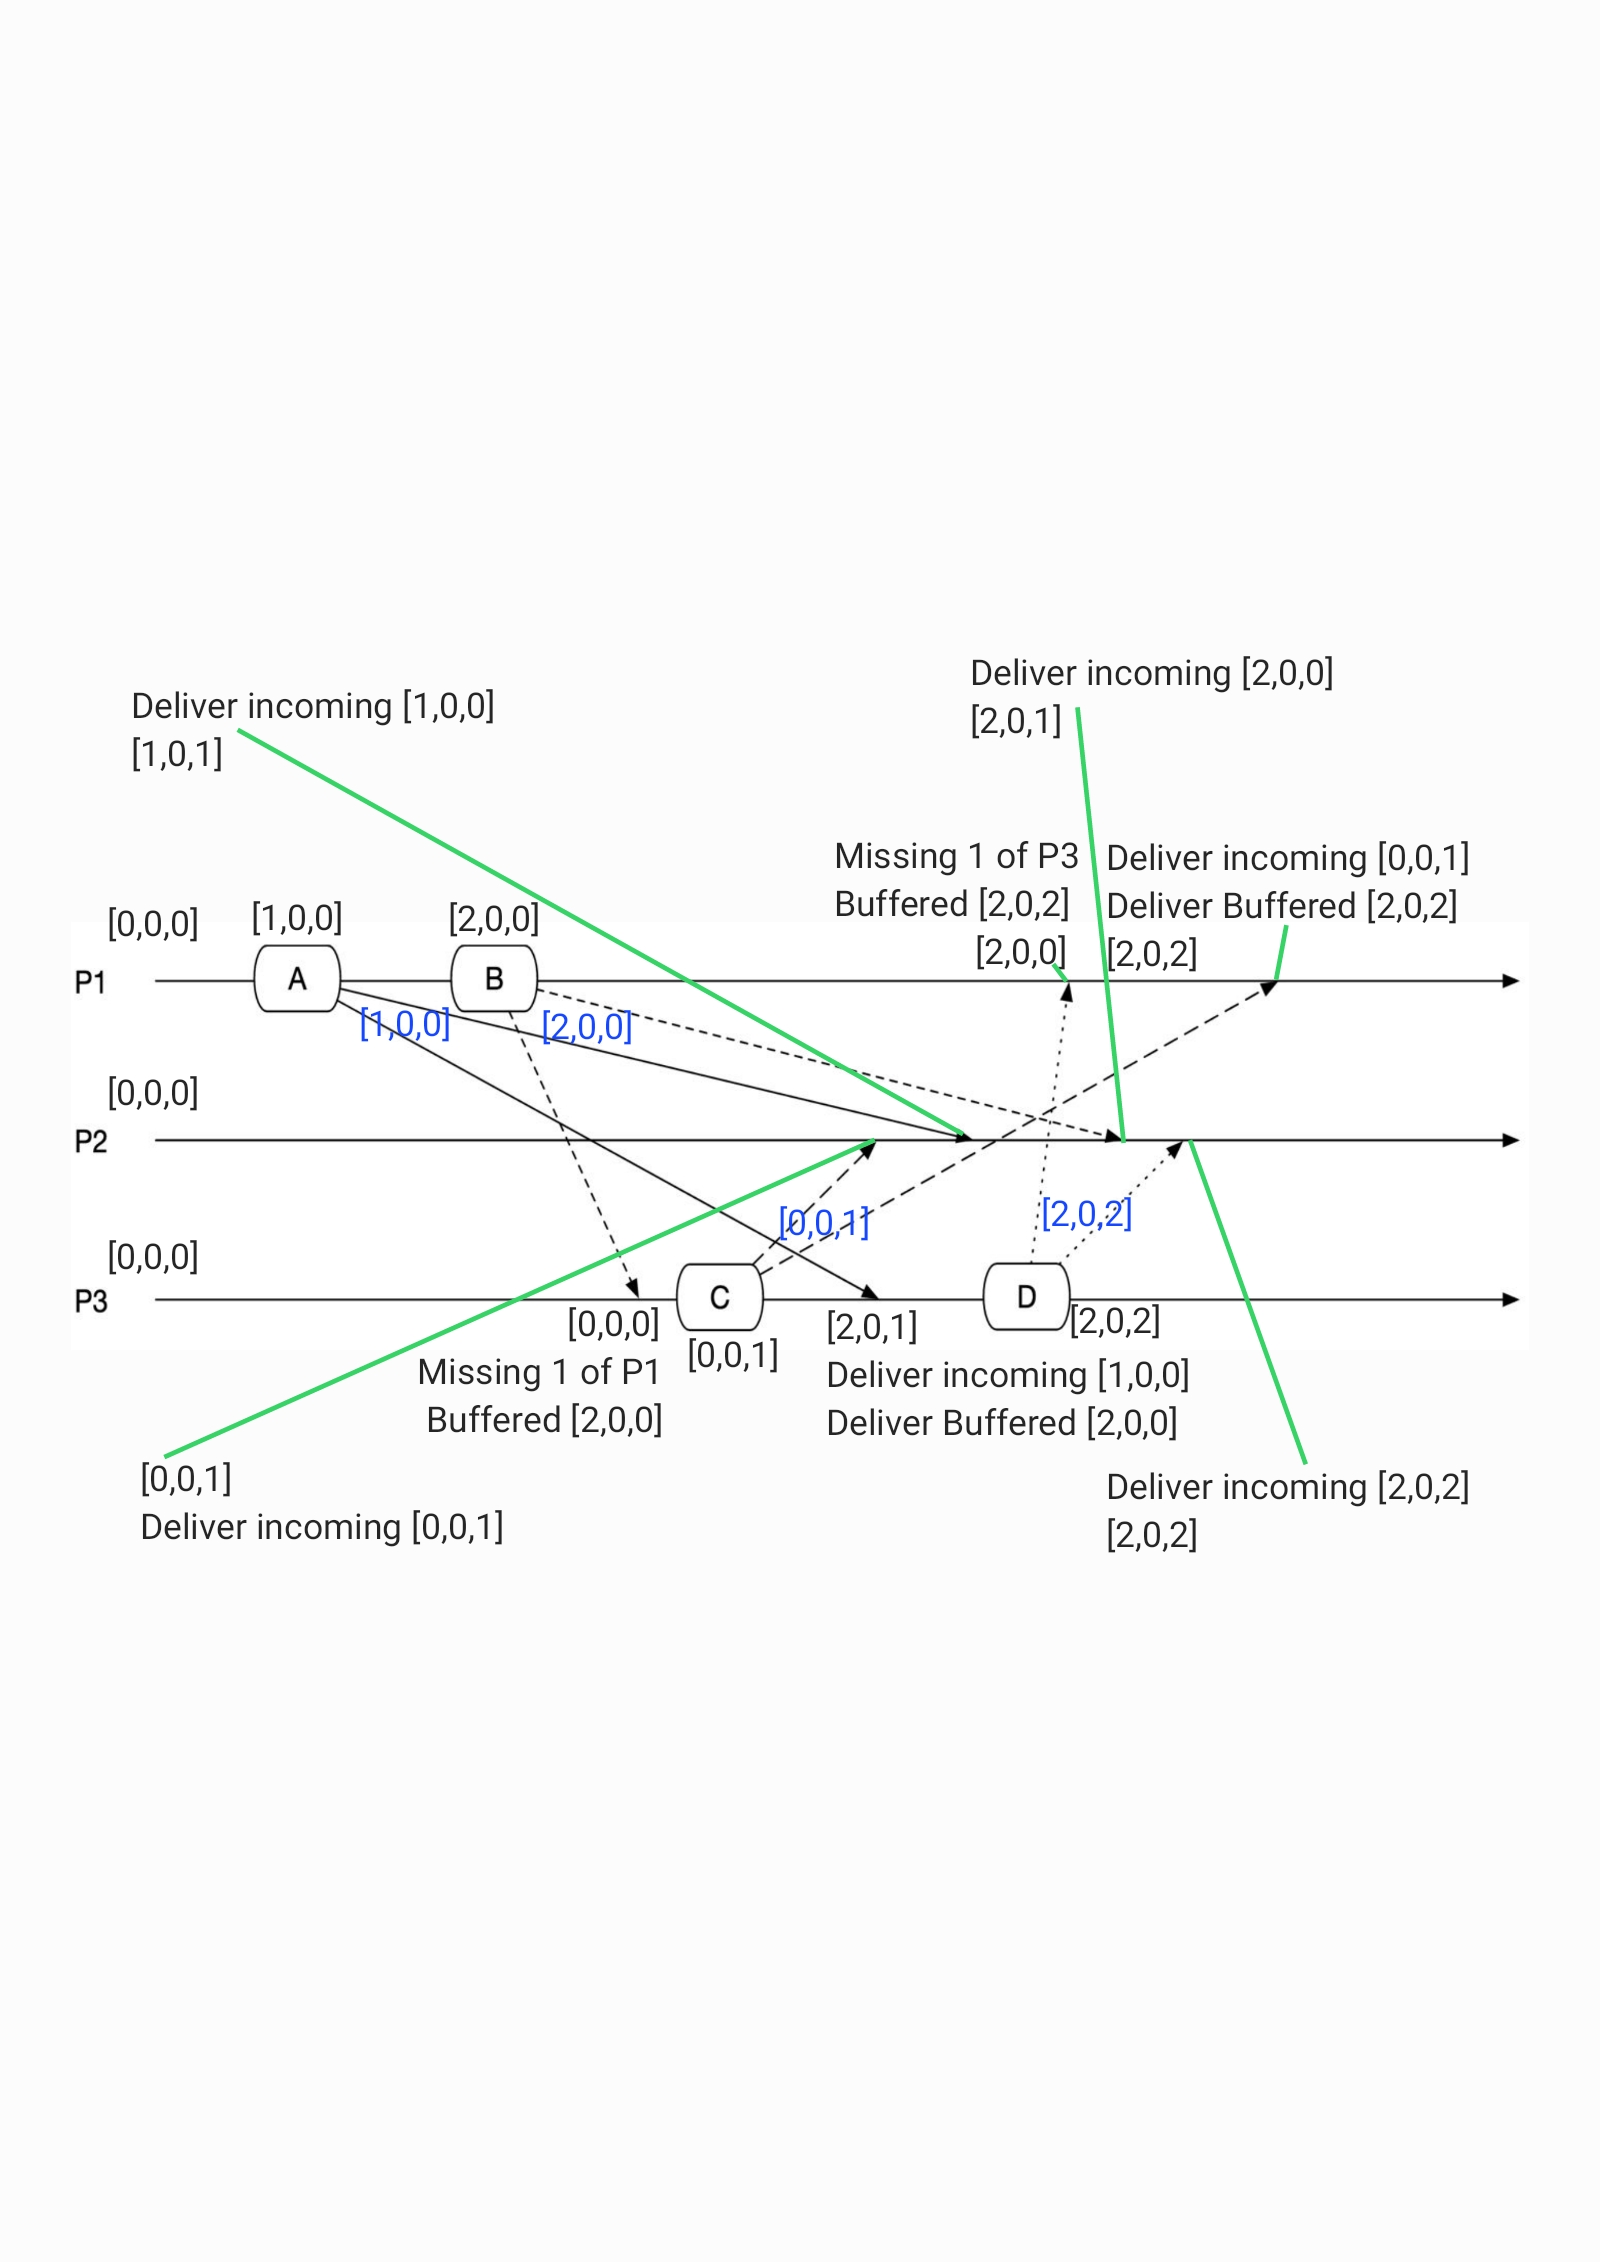 Deliver incoming [2,0,0]
[2,0,1]
Deliver incoming [1,0,0]
[1,0,1]
Missing 1 of P3
Buffered [2,0,2]
[2,0,0]
Deliver incoming [0,0,1]
Deliver Buffered [2,0,2]
[2,0,2]
[0,0,0]
[1,0,0]
[2,0,0]
P1
A
B
[1,0,0]
[2,0,0]
[0,0,0]
P2
[0,0,1]
[2,0,2]
[0,0,0]
P3
C
D
[0,0,0]
Missing 1 of P1
Buffered [2,0,0]
[0,0,1]
[2,0,1]
Deliver incoming [1,0,0]
Deliver Buffered [2,0,0]
[2,0,2]
[0,0,1]
Deliver incoming [0,0,1]
Deliver incoming [2,0,2]
[2,0,2]